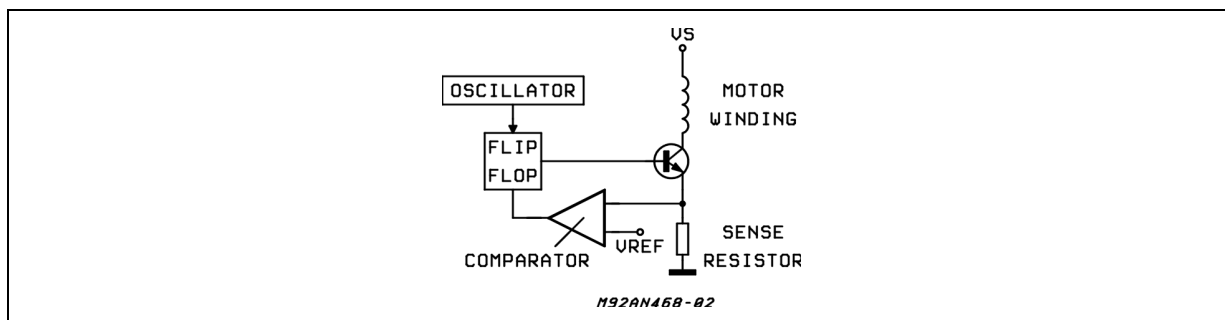 VS
OSCILLATOR
MOTOR
WINDING
FLIP
FLOP
VREF
SENSE
COMPARATOR
RESISTOR
M92AN468-02